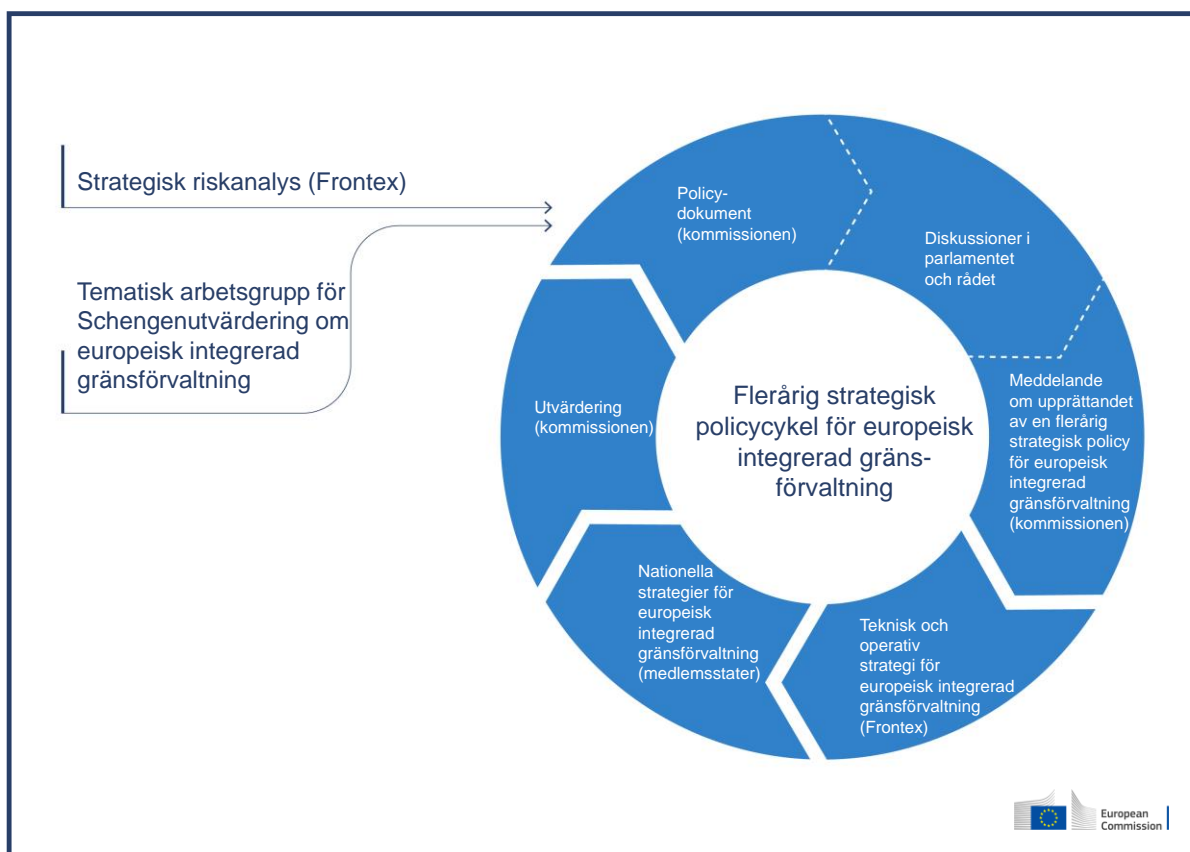 Strategisk riskanalys (Frontex)
Tematisk arbetsgrupp för
Schengenutvärdering om
europeisk integrerad
gränsförvaltning
Policy-
dokument
(kommissionen)
Diskussioner i
parlamentet
och rådet
Meddelande
om upprättandet
av en flerårig
strategisk policy
för europeisk
integrerad
gränsförvaltning
(kommissionen)
Teknisk och
operativ
strategi för
europeisk integrerad
gränsförvaltning
(Frontex)
Nationella
strategier för
europeisk
integrerad
gränsförvaltning
(medlemsstater)
Utvärdering
(kommissionen)
Flerårig strategisk
policycykel för europeisk
integrerad gräns-
förvaltning
European
Commission